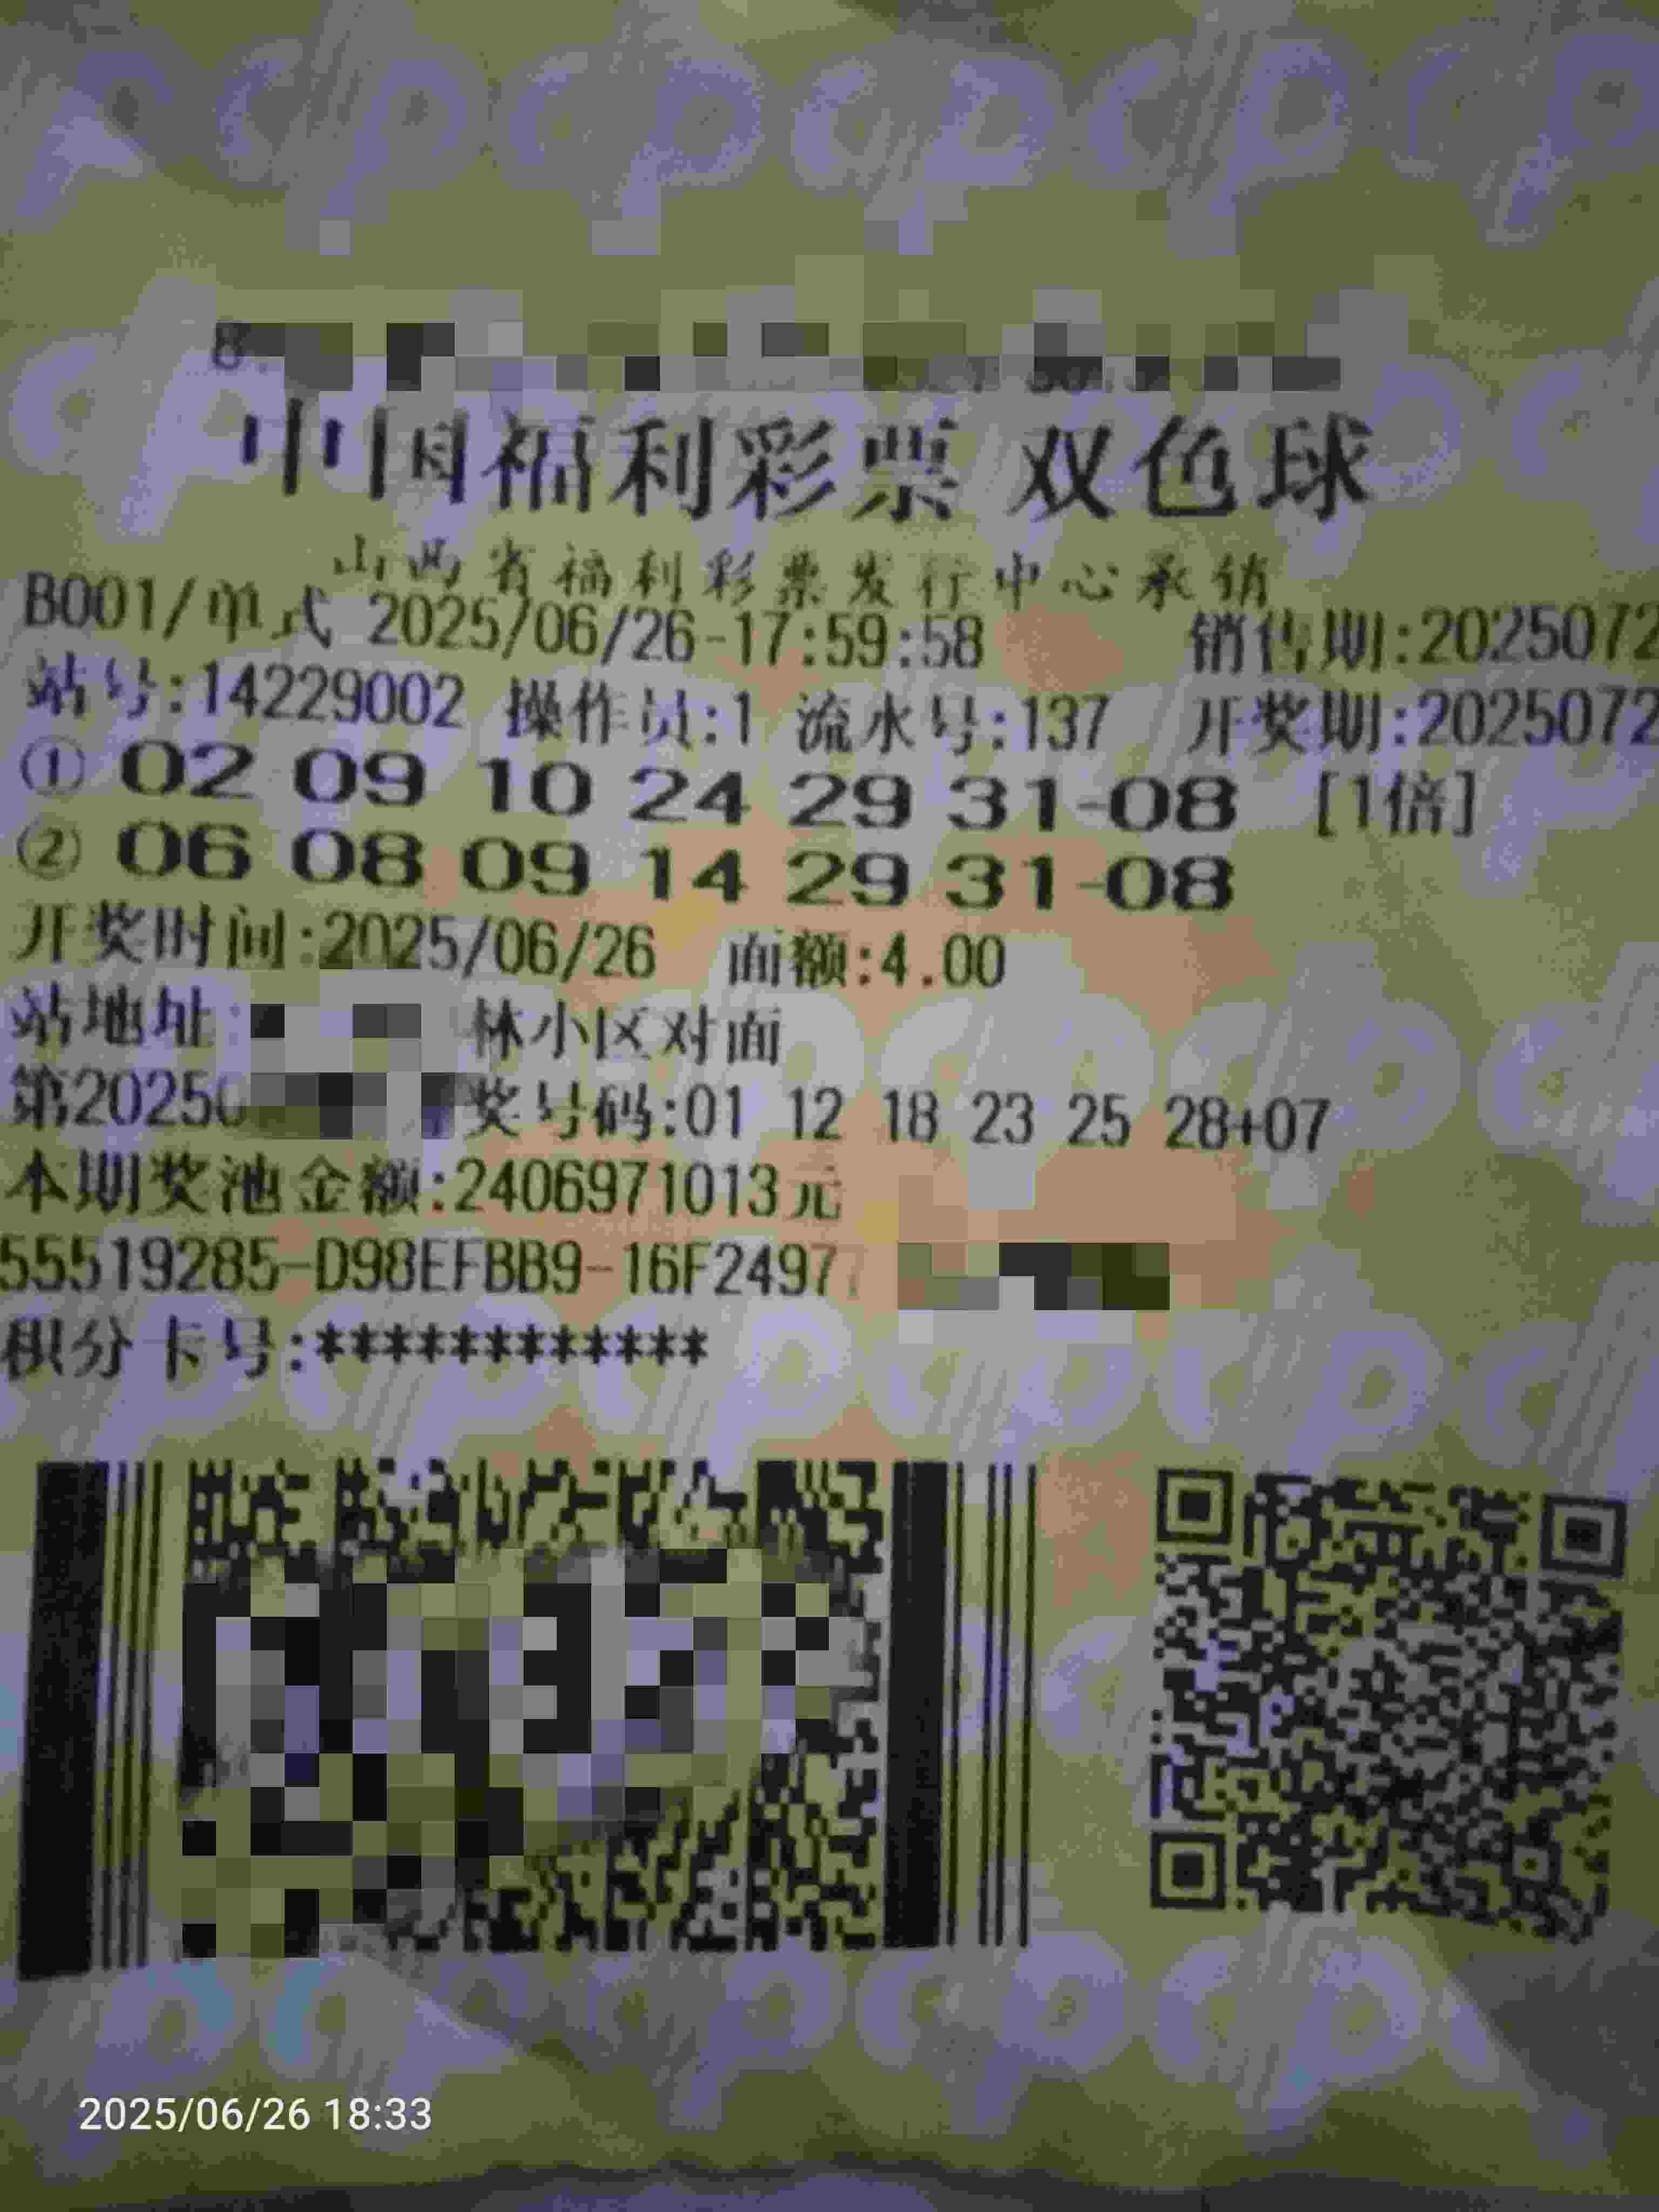 中国福利彩票 双色球
山西省福利彩票发行中心承销
B001/单式 2025/06/26-17:59:58 销售期:2025072
站号:14229002 操作员:1 流水号:137 开奖期:2025072
① 02 09 10 24 29 31-08 [1倍]
② 06 08 09 14 29 31-08
开奖时间:2025/06/26 面额:4.00
站地址: 林小区对面
第2025 奖号码:01 12 18 23 25 28+07
本期奖池金额:2406971013元
55519285-D98EFBB9-16F2497
积分卡号:************
2025/06/26 18:33